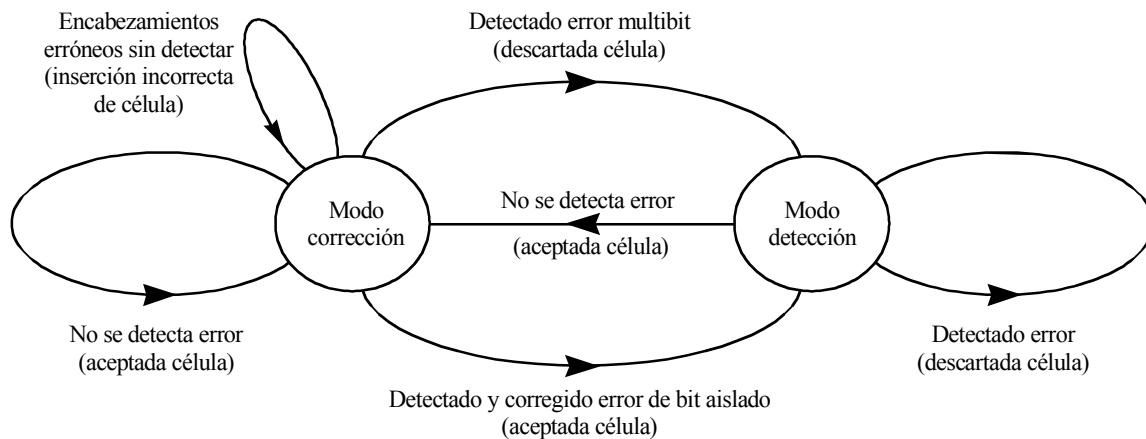 Encabezamientos
erróneos sin detectar
(inserción incorrecta
de célula)
Detectado error multibit
(descartada célula)
Modo
corrección
No se detecta error
(aceptada célula)
Modo
detección
No se detecta error
(aceptada célula)
Detectado error
(descartada célula)
Detectado y corregido error de bit aislado
(aceptada célula)